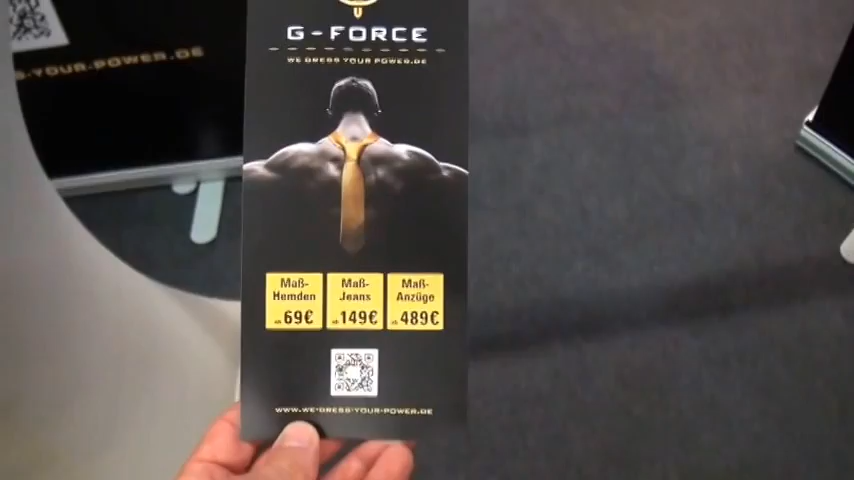 G-FORCE
WE·DRESS·YOUR·POWER.DE
Maß-
Hemden
ab 69€
Maß-
Jeans
ab 149€
Maß-
Anzüge
ab 489€
WWW.WE·DRESS·YOUR·POWER.DE
S·YOUR·POWER.DE